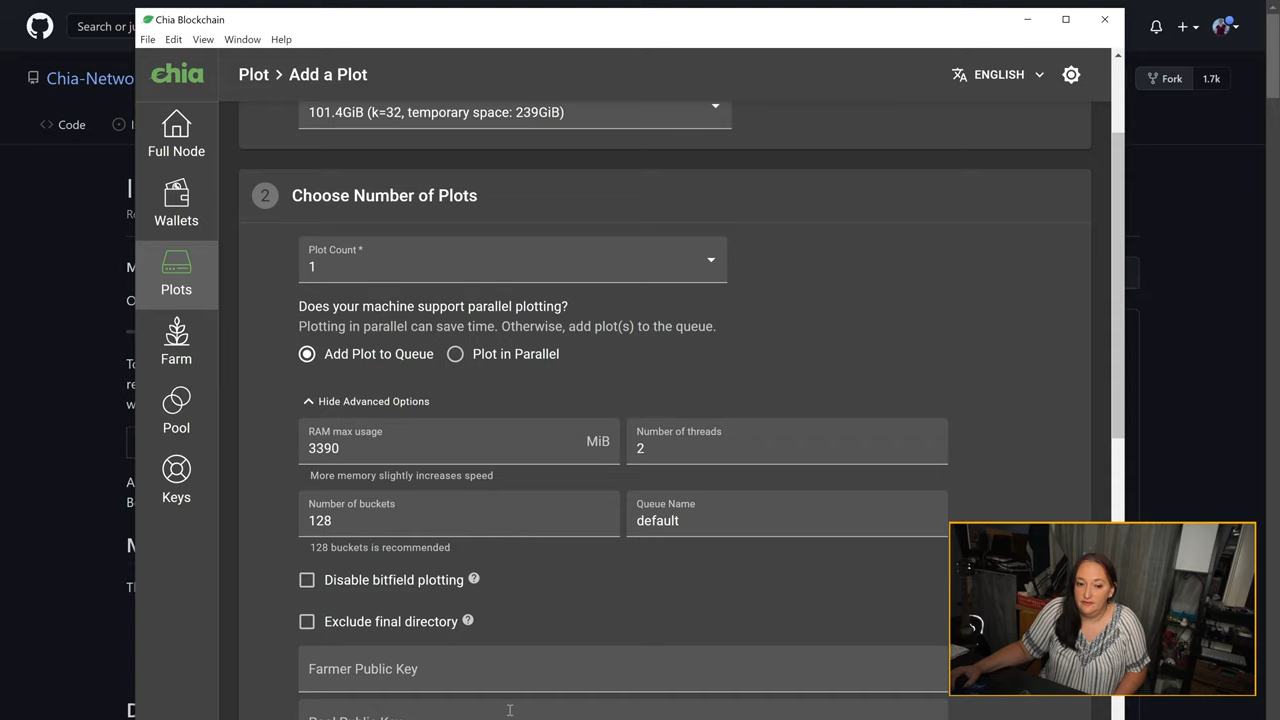 Search or ju
Chia Blockchain
File Edit View Window Help
Chia-Netwo
chia
Plot > Add a Plot
ENGLISH
Fork 1.7k
Code
101.4GiB (k=32, temporary space: 239GiB)
Full Node
2 Choose Number of Plots
Wallets
Plot Count *
1
Plots
Does your machine support parallel plotting?
Plotting in parallel can save time. Otherwise, add plot(s) to the queue.
Add Plot to Queue Plot in Parallel
Farm
Hide Advanced Options
RAM max usage
3390 MiB
Number of threads
2
More memory slightly increases speed
Pool
Number of buckets
128
Queue Name
default
128 buckets is recommended
Keys
Disable bitfield plotting
Exclude final directory
Farmer Public Key